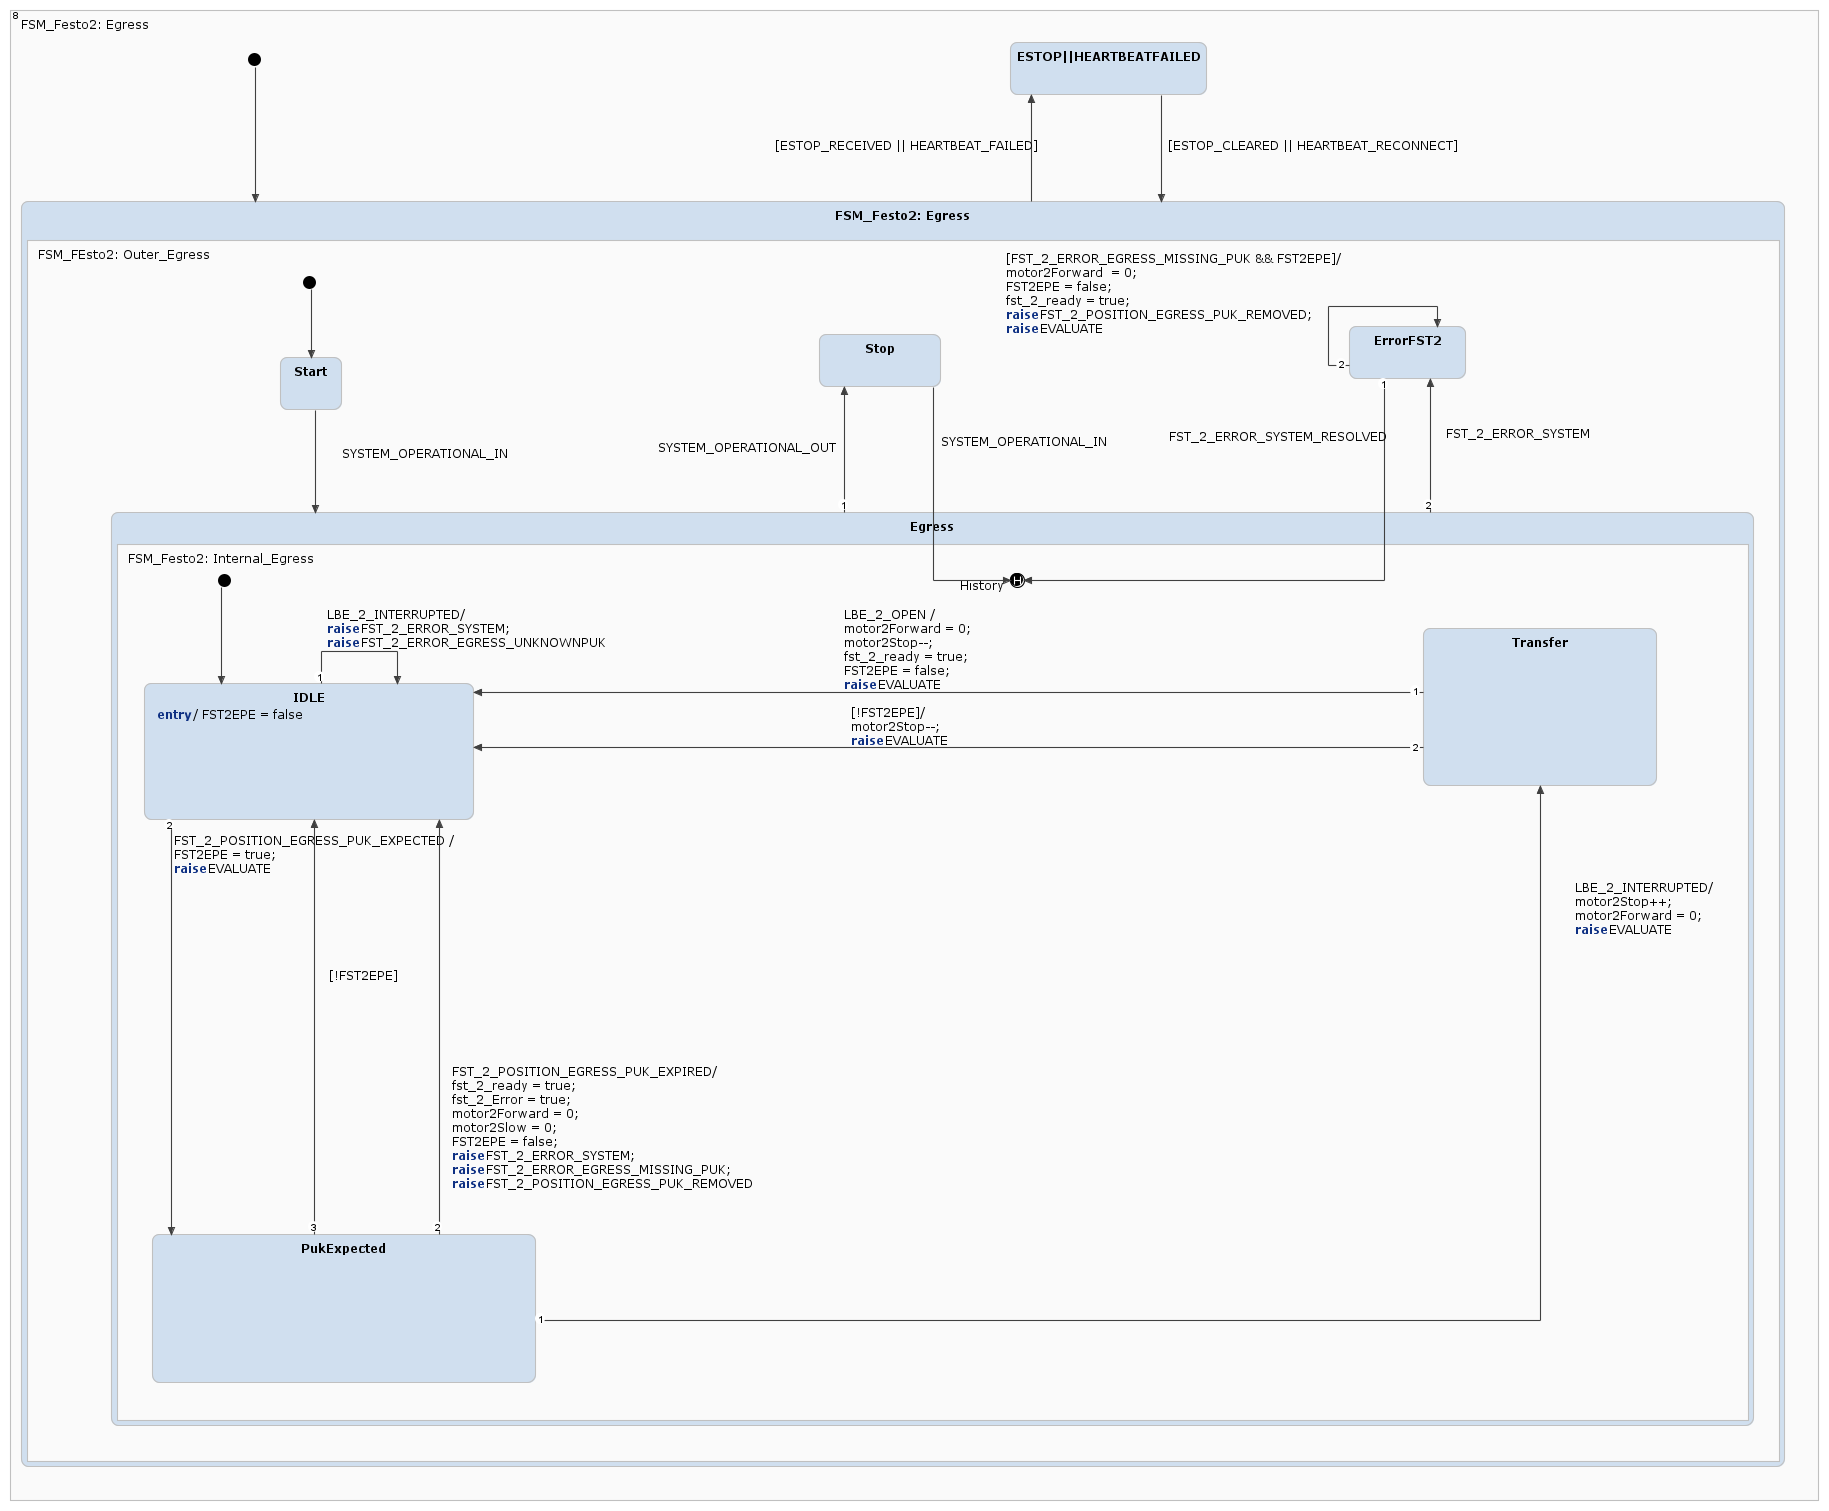 8
FSM_Festo2: Egress
ESTOP||HEARTBEATFAILED
[ESTOP_RECEIVED || HEARTBEAT_FAILED]
[ESTOP_CLEARED || HEARTBEAT_RECONNECT]
FSM_Festo2: Egress
FSM_FEsto2: Outer_Egress
[FST_2_ERROR_EGRESS_MISSING_PUK && FST2EPE]/
motor2Forward  = 0;
FST2EPE = false;
fst_2_ready = true;
raise FST_2_POSITION_EGRESS_PUK_REMOVED;
raise EVALUATE
ErrorFST2
2
1
Stop
Start
SYSTEM_OPERATIONAL_IN
SYSTEM_OPERATIONAL_OUT
SYSTEM_OPERATIONAL_IN
FST_2_ERROR_SYSTEM_RESOLVED
FST_2_ERROR_SYSTEM
1
2
Egress
FSM_Festo2: Internal_Egress
History
H
LBE_2_INTERRUPTED/
raise FST_2_ERROR_SYSTEM;
raise FST_2_ERROR_EGRESS_UNKNOWNPUK
1
LBE_2_OPEN /
motor2Forward = 0;
motor2Stop--;
fst_2_ready = true;
FST2EPE = false;
raise EVALUATE
1
Transfer
IDLE
entry / FST2EPE = false
[!FST2EPE]/
motor2Stop--;
raise EVALUATE
2
2
FST_2_POSITION_EGRESS_PUK_EXPECTED /
FST2EPE = true;
raise EVALUATE
LBE_2_INTERRUPTED/
motor2Stop++;
motor2Forward = 0;
raise EVALUATE
[!FST2EPE]
FST_2_POSITION_EGRESS_PUK_EXPIRED/
fst_2_ready = true;
fst_2_Error = true;
motor2Forward = 0;
motor2Slow = 0;
FST2EPE = false;
raise FST_2_ERROR_SYSTEM;
raise FST_2_ERROR_EGRESS_MISSING_PUK;
raise FST_2_POSITION_EGRESS_PUK_REMOVED
3
2
PukExpected
1